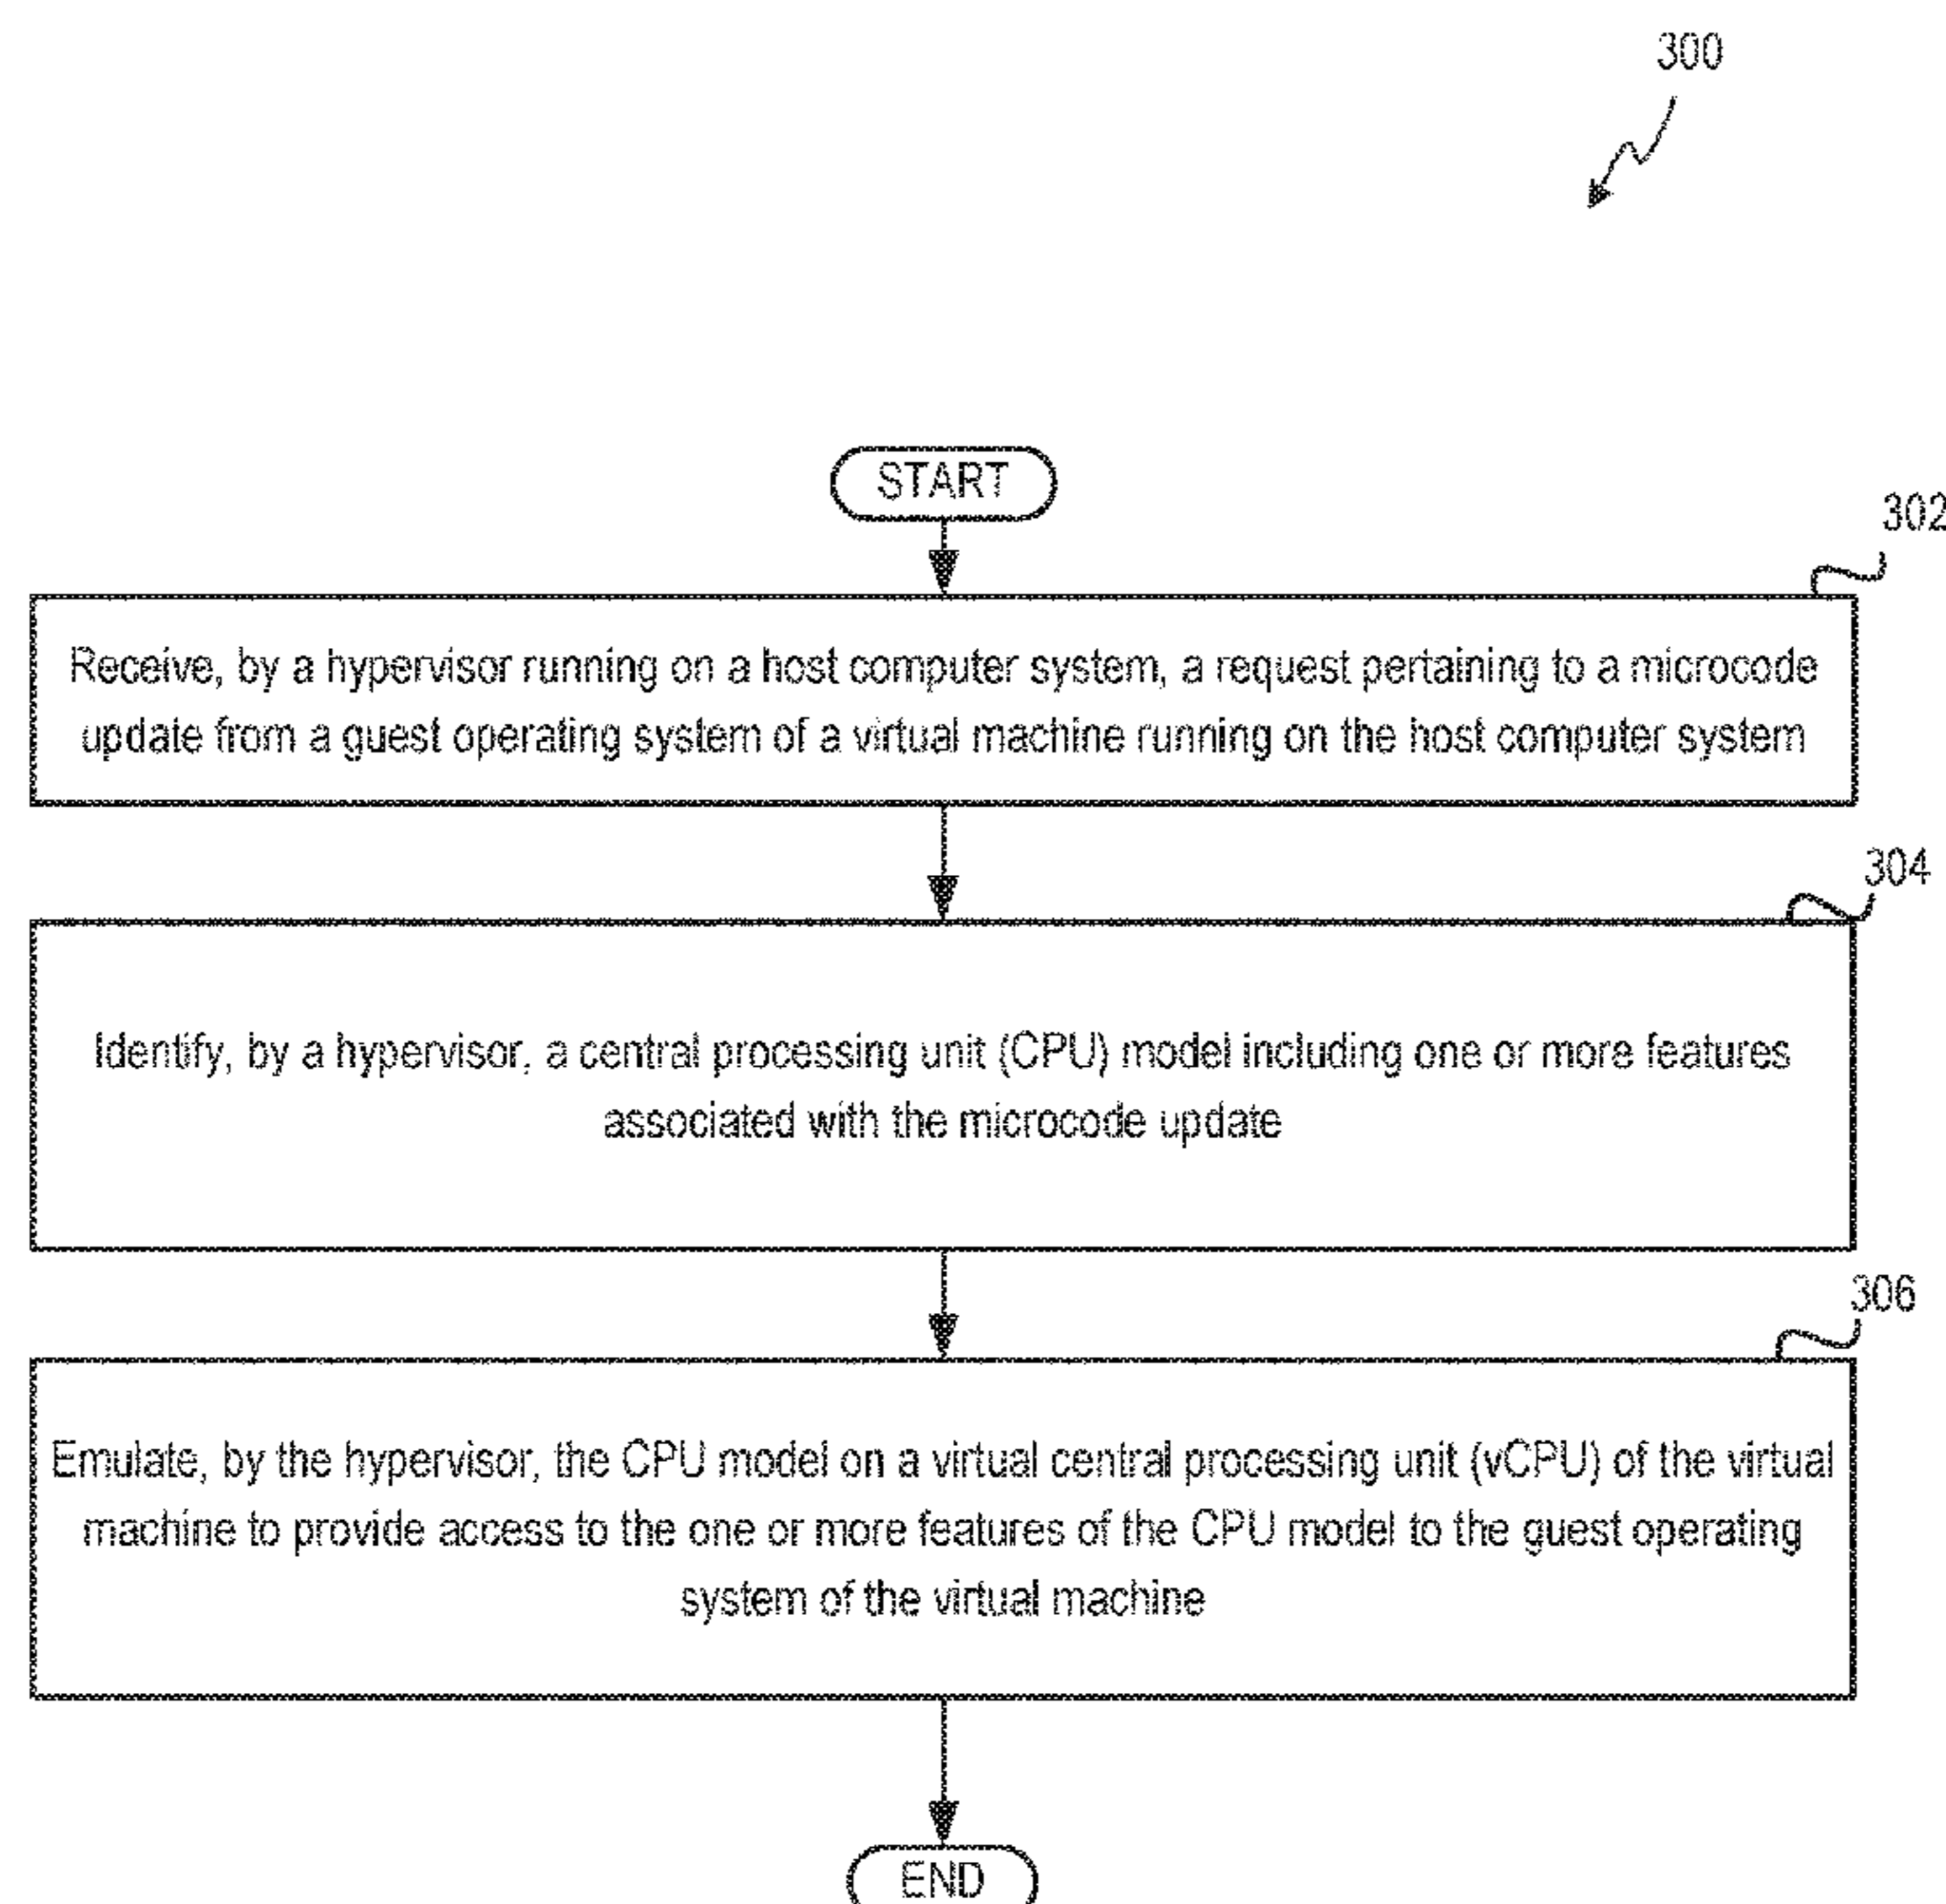 300
START
302
Receive, by a hypervisor running on a host computer system, a request pertaining to a microcode
update from a guest operating system of a virtual machine running on the host computer system
304
Identify, by a hypervisor, a central processing unit (CPU) model including one or more features
associated with the microcode update
306
Emulate, by the hypervisor, the CPU model on a virtual central processing unit (vCPU) of the virtual
machine to provide access to the one or more features of the CPU model to the guest operating
system of the virtual machine
END